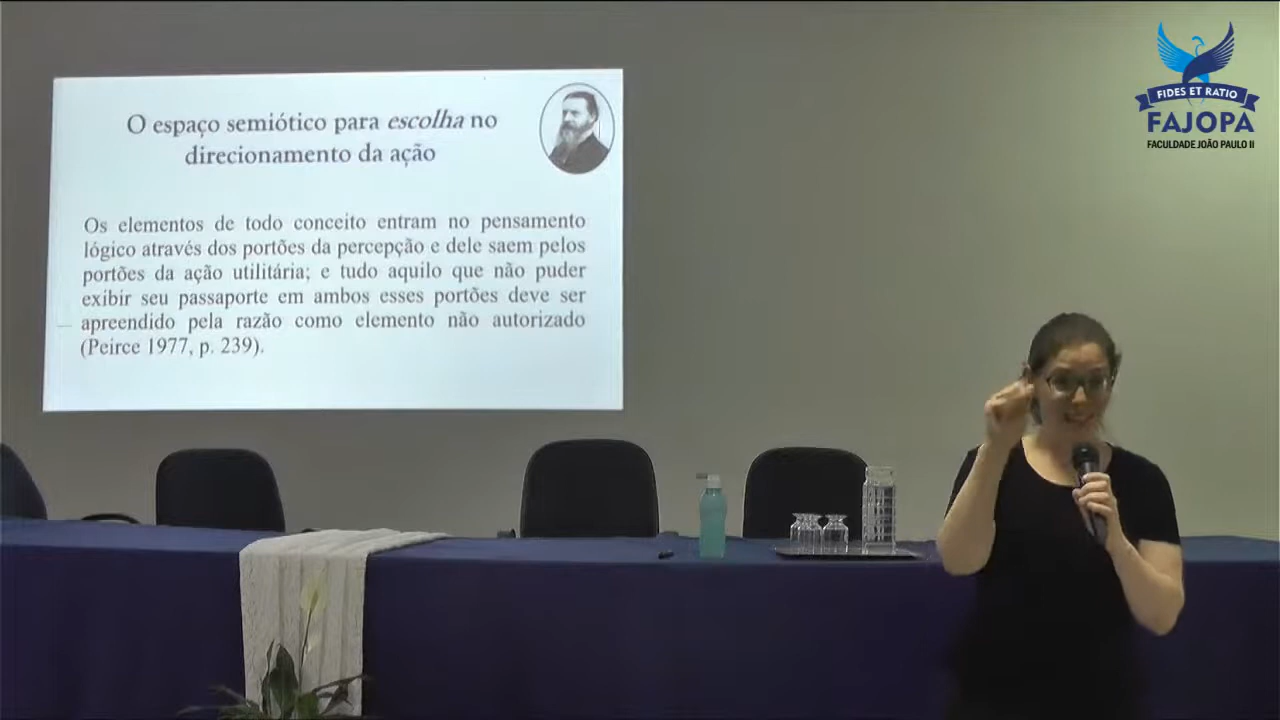 O espaço semiótico para escolha no
direcionamento da ação
Os elementos de todo conceito entram no pensamento
lógico através dos portões da percepção e dele saem pelos
portões da ação utilitária; e tudo aquilo que não puder
exibir seu passaporte em ambos esses portões deve ser
apreendido pela razão como elemento não autorizado
(Peirce 1977, p. 239).
FIDES ET RATIO
FAJOPA
FACULDADE JOÃO PAULO II